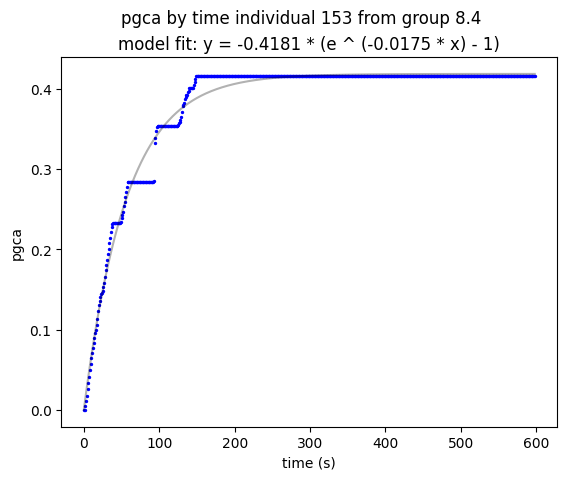 pgca by time individual 153 from group 8.4
model fit: y = -0.4181 * (e ^ (-0.0175 * x) - 1)
0.4
0.3
0.2
0.1
0.0
pgca
0 100 200 300 400 500 600
time (s)